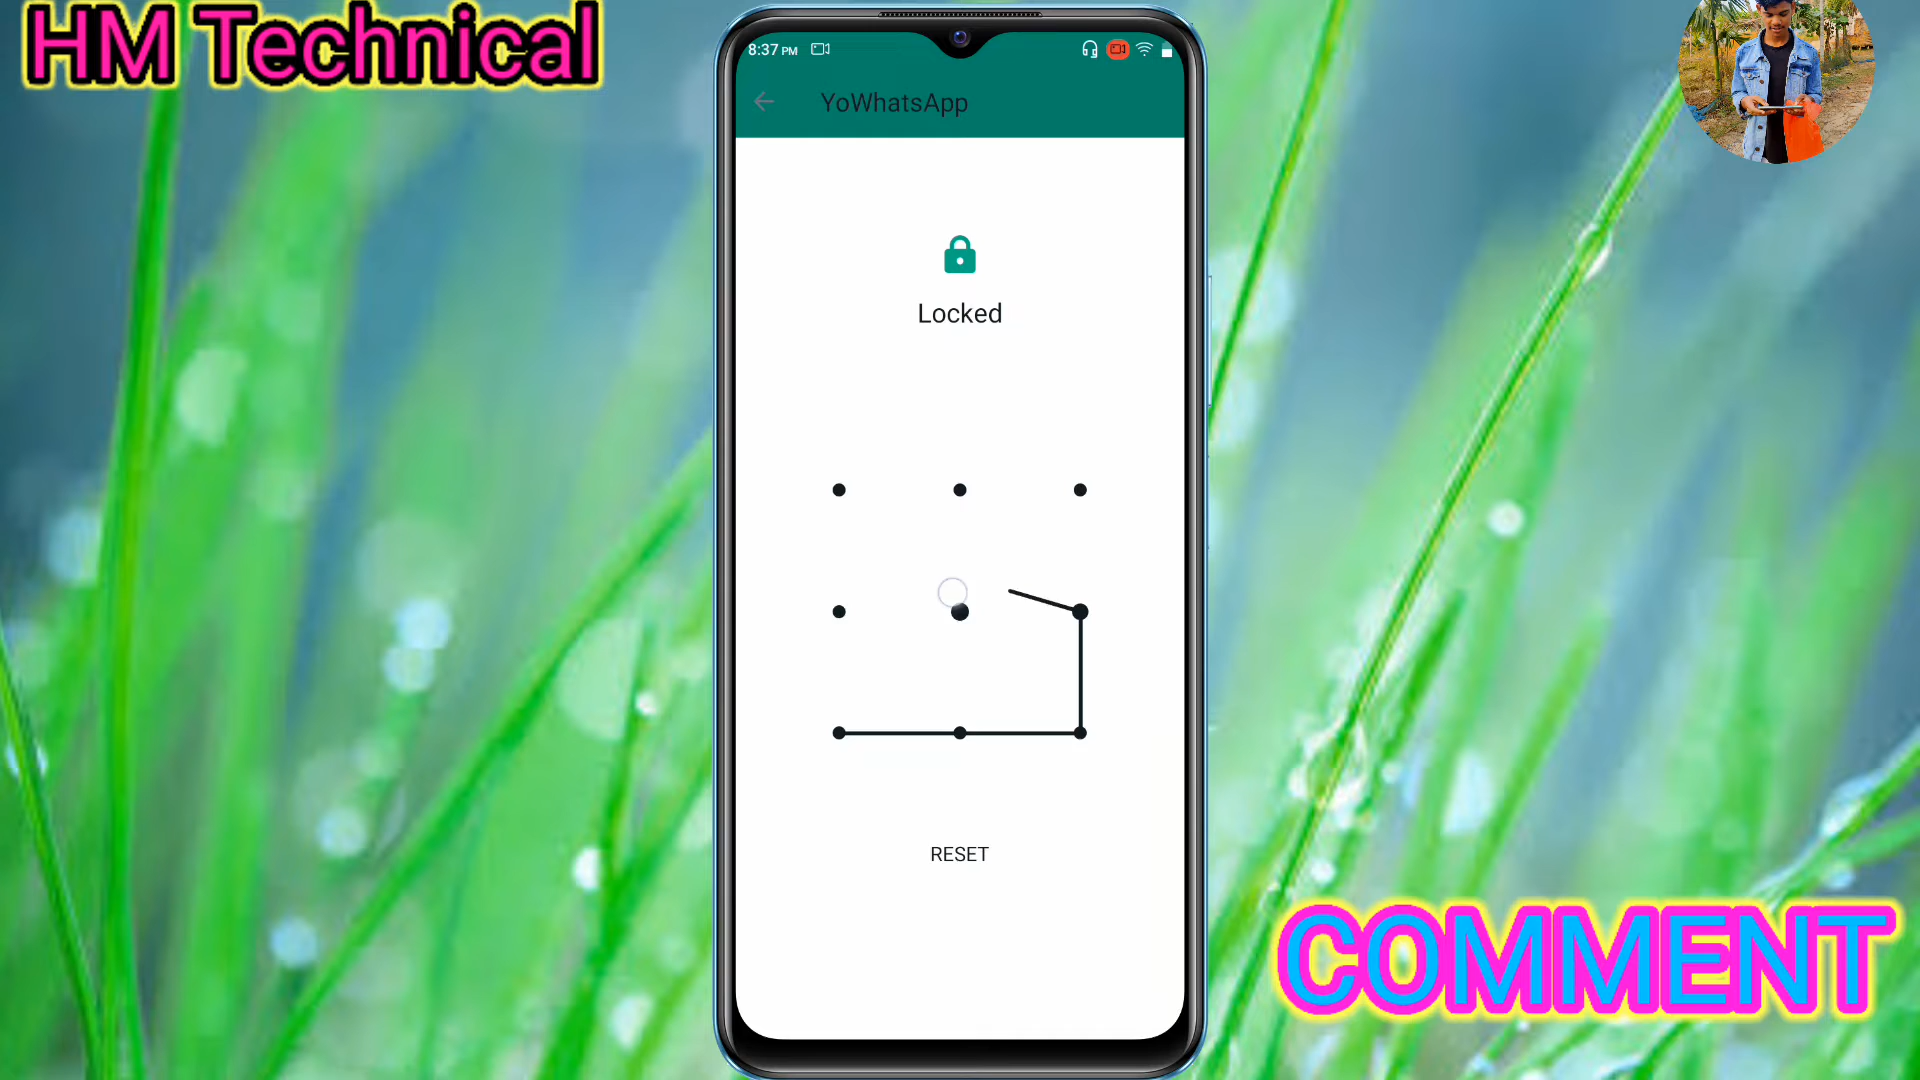 HM Technical
8:37 PM
YoWhatsApp
Locked
RESET
COMMENT